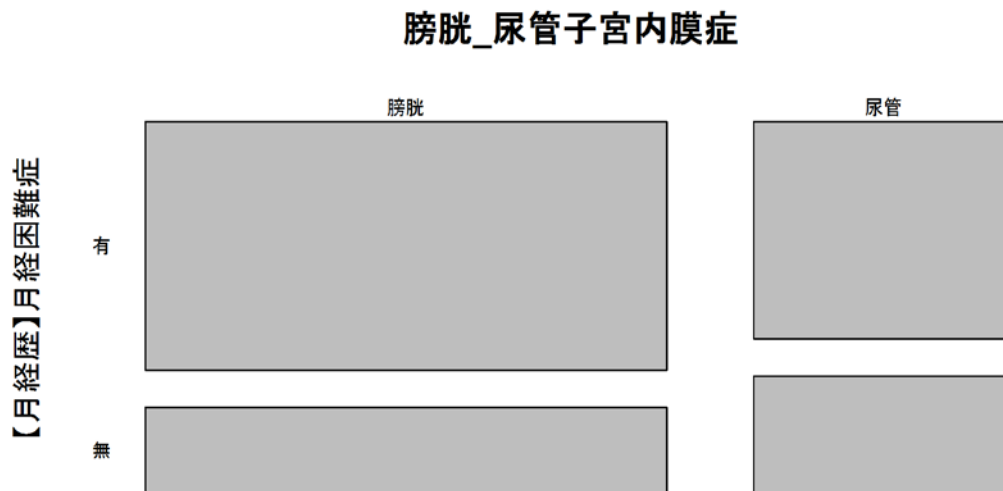 膀胱_尿管子宮内膜症
膀胱
尿管
【月経歴】月経困難症
有
無